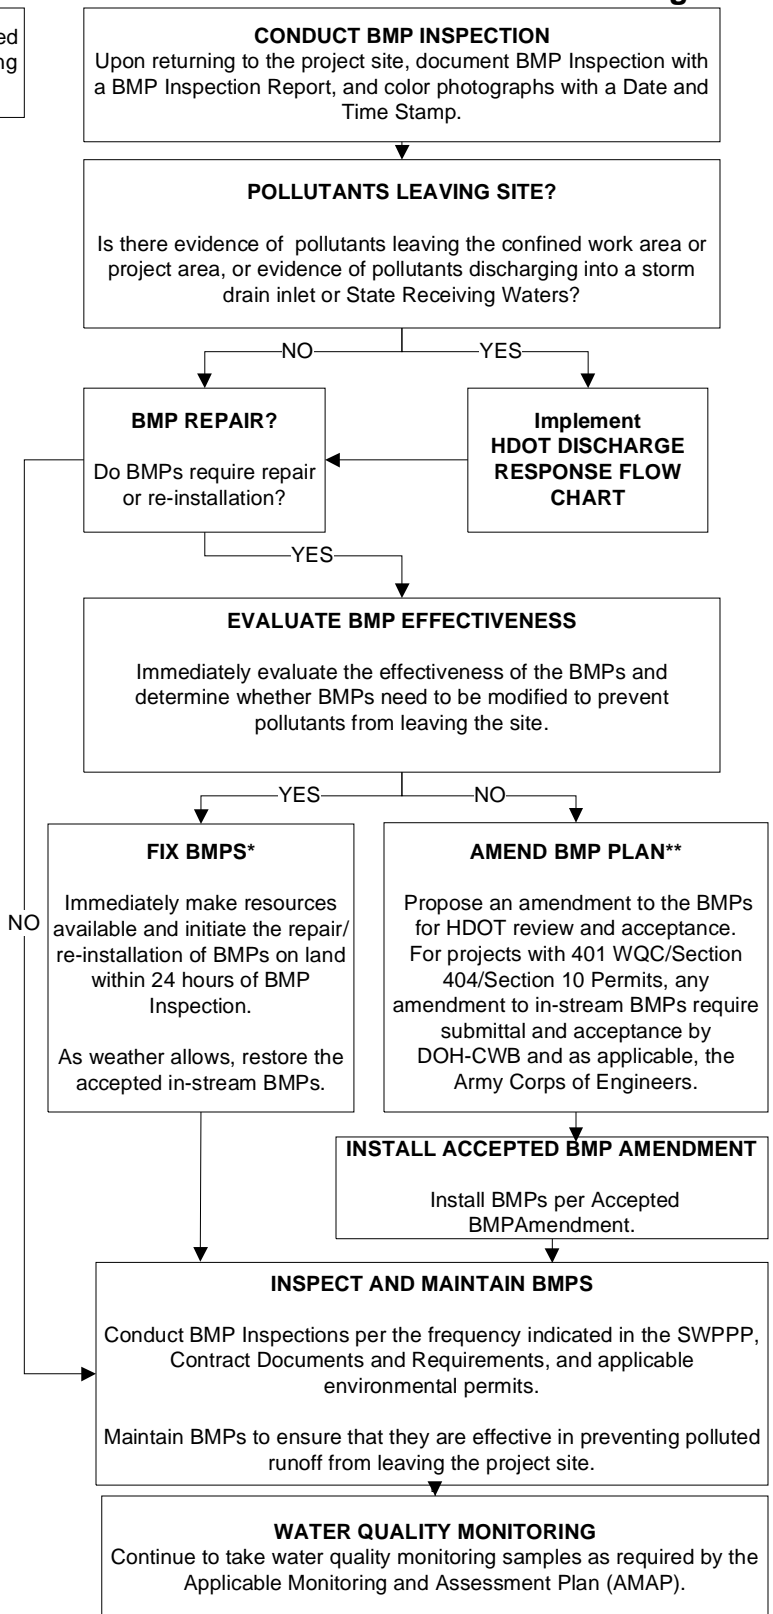 ed
ng
g
CONDUCT BMP INSPECTION
Upon returning to the project site, document BMP Inspection with
a BMP Inspection Report, and color photographs with a Date and
Time Stamp.
POLLUTANTS LEAVING SITE?
Is there evidence of pollutants leaving the confined work area or
project area, or evidence of pollutants discharging into a storm
drain inlet or State Receiving Waters?
NO
YES
BMP REPAIR?
Do BMPs require repair
or re-installation?
Implement
HDOT DISCHARGE
RESPONSE FLOW
CHART
YES
EVALUATE BMP EFFECTIVENESS
Immediately evaluate the effectiveness of the BMPs and
determine whether BMPs need to be modified to prevent
pollutants from leaving the site.
YES
NO
NO
FIX BMPS*
Immediately make resources
available and initiate the repair/
re-installation of BMPs on land
within 24 hours of BMP
Inspection.
As weather allows, restore the
accepted in-stream BMPs.
AMEND BMP PLAN**
Propose an amendment to the BMPs
for HDOT review and acceptance.
For projects with 401 WQC/Section
404/Section 10 Permits, any
amendment to in-stream BMPs require
submittal and acceptance by
DOH-CWB and as applicable, the
Army Corps of Engineers.
INSTALL ACCEPTED BMP AMENDMENT
Install BMPs per Accepted
BMPAmendment.
INSPECT AND MAINTAIN BMPS
Conduct BMP Inspections per the frequency indicated in the SWPPP,
Contract Documents and Requirements, and applicable
environmental permits.
Maintain BMPs to ensure that they are effective in preventing polluted
runoff from leaving the project site.
WATER QUALITY MONITORING
Continue to take water quality monitoring samples as required by the
Applicable Monitoring and Assessment Plan (AMAP).